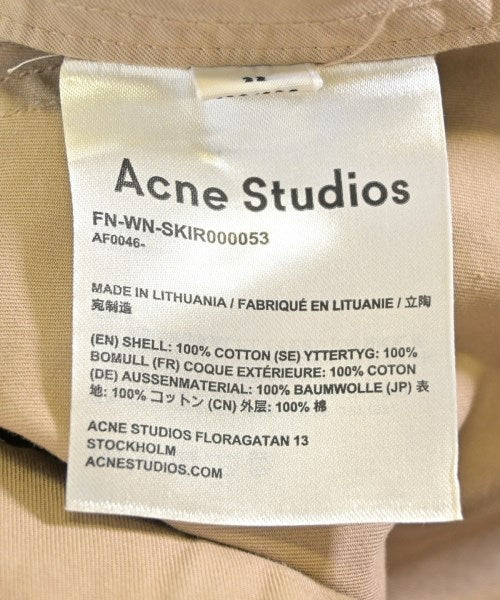 Acne Studios
FN-WN-SKIR000053
AF0046-
MADE IN LITHUANIA / FABRIQUÉ EN LITUANIE / 立陶
宛制造
(EN) SHELL: 100% COTTON (SE) YTTERTYG: 100%
BOMULL (FR) COQUE EXTÉRIEURE: 100% COTON
(DE) AUSSENMATERIAL: 100% BAUMWOLLE (JP) 表
地: 100% コットン (CN) 外层: 100% 棉
ACNE STUDIOS FLORAGATAN 13
STOCKHOLM
ACNESTUDIOS.COM